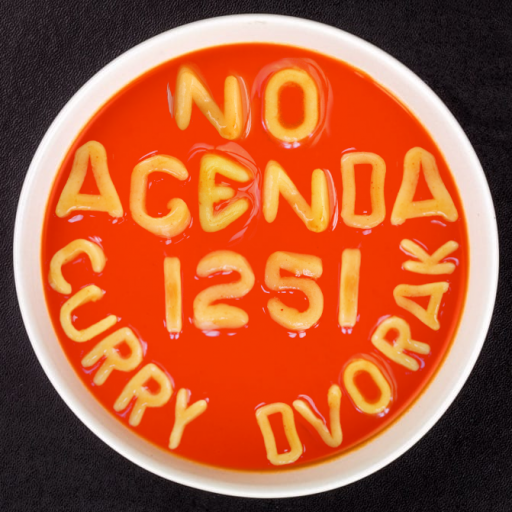 NO
AGENDA
1251
CURRY DVORAK